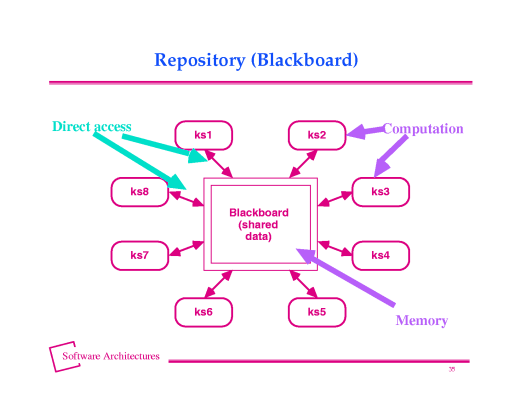 Repository (Blackboard)
Direct access
ks1
ks2
Computation
ks8
Blackboard
(shared
data)
ks3
ks7
ks4
ks6
ks5
Memory
Software Architectures
35